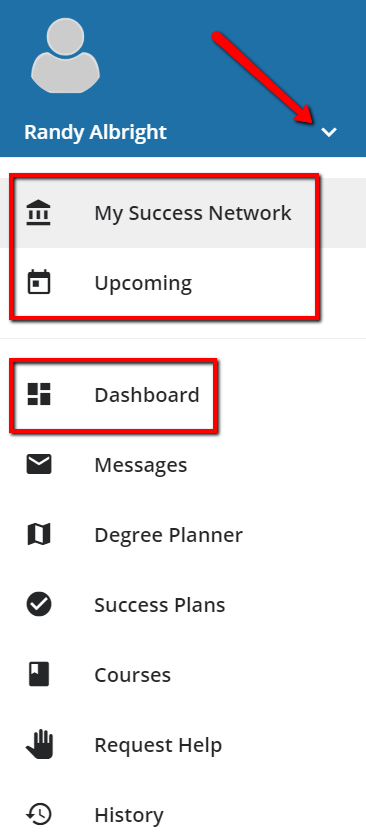 Randy Albright
My Success Network
Upcoming
Dashboard
Messages
Degree Planner
Success Plans
Courses
Request Help
History